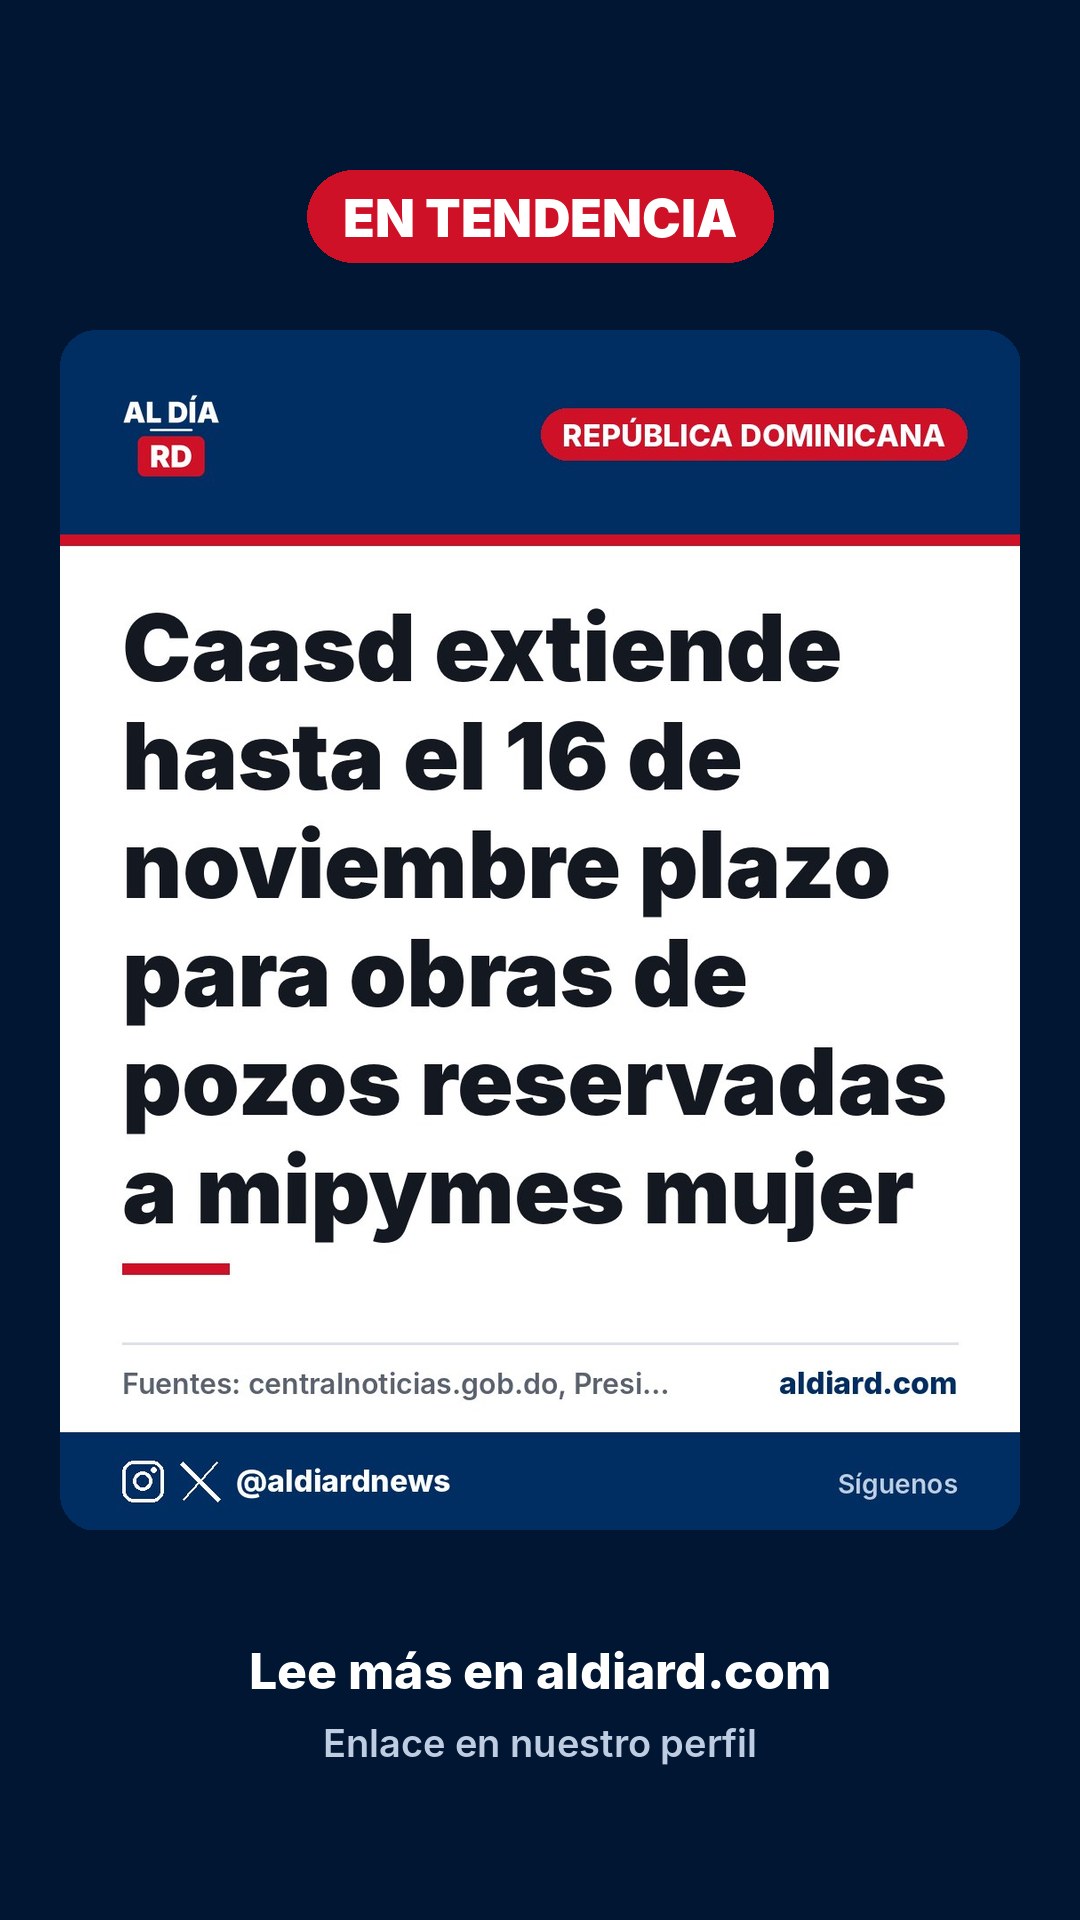 EN TENDENCIA
AL DÍA
RD
REPÚBLICA DOMINICANA
Caasd extiende
hasta el 16 de
noviembre plazo
para obras de
pozos reservadas
a mipymes mujer
Fuentes: centralnoticias.gob.do, Presi...
aldiard.com
@aldiardnews
Síguenos
Lee más en aldiard.com
Enlace en nuestro perfil